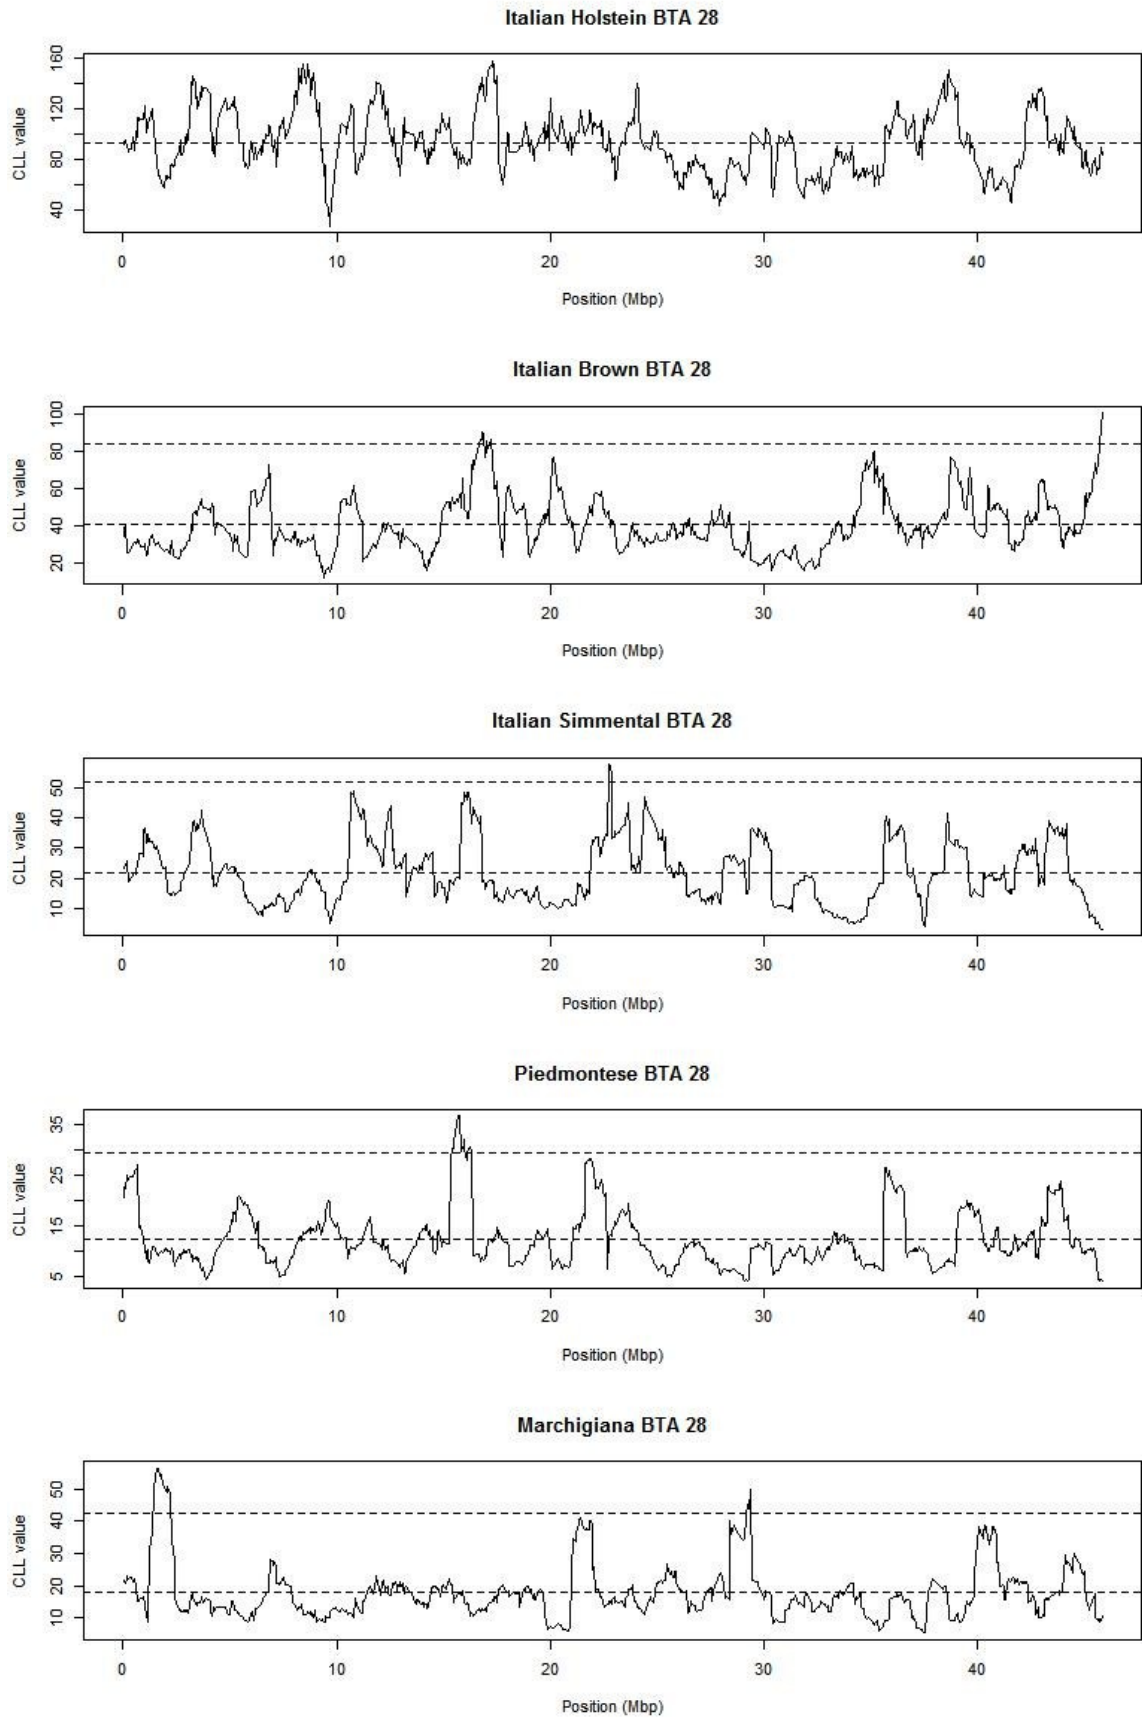 Italian Holstein BTA 28
CLL value
160
120
80
40
0 10 20 30 40
Position (Mbp)
Italian Brown BTA 28
CLL value
100
80
60
40
20
0 10 20 30 40
Position (Mbp)
Italian Simmental BTA 28
CLL value
50
40
30
20
10
0 10 20 30 40
Position (Mbp)
Piedmontese BTA 28
CLL value
35
25
15
5
0 10 20 30 40
Position (Mbp)
Marchigiana BTA 28
CLL value
50
40
30
20
10
0 10 20 30 40
Position (Mbp)